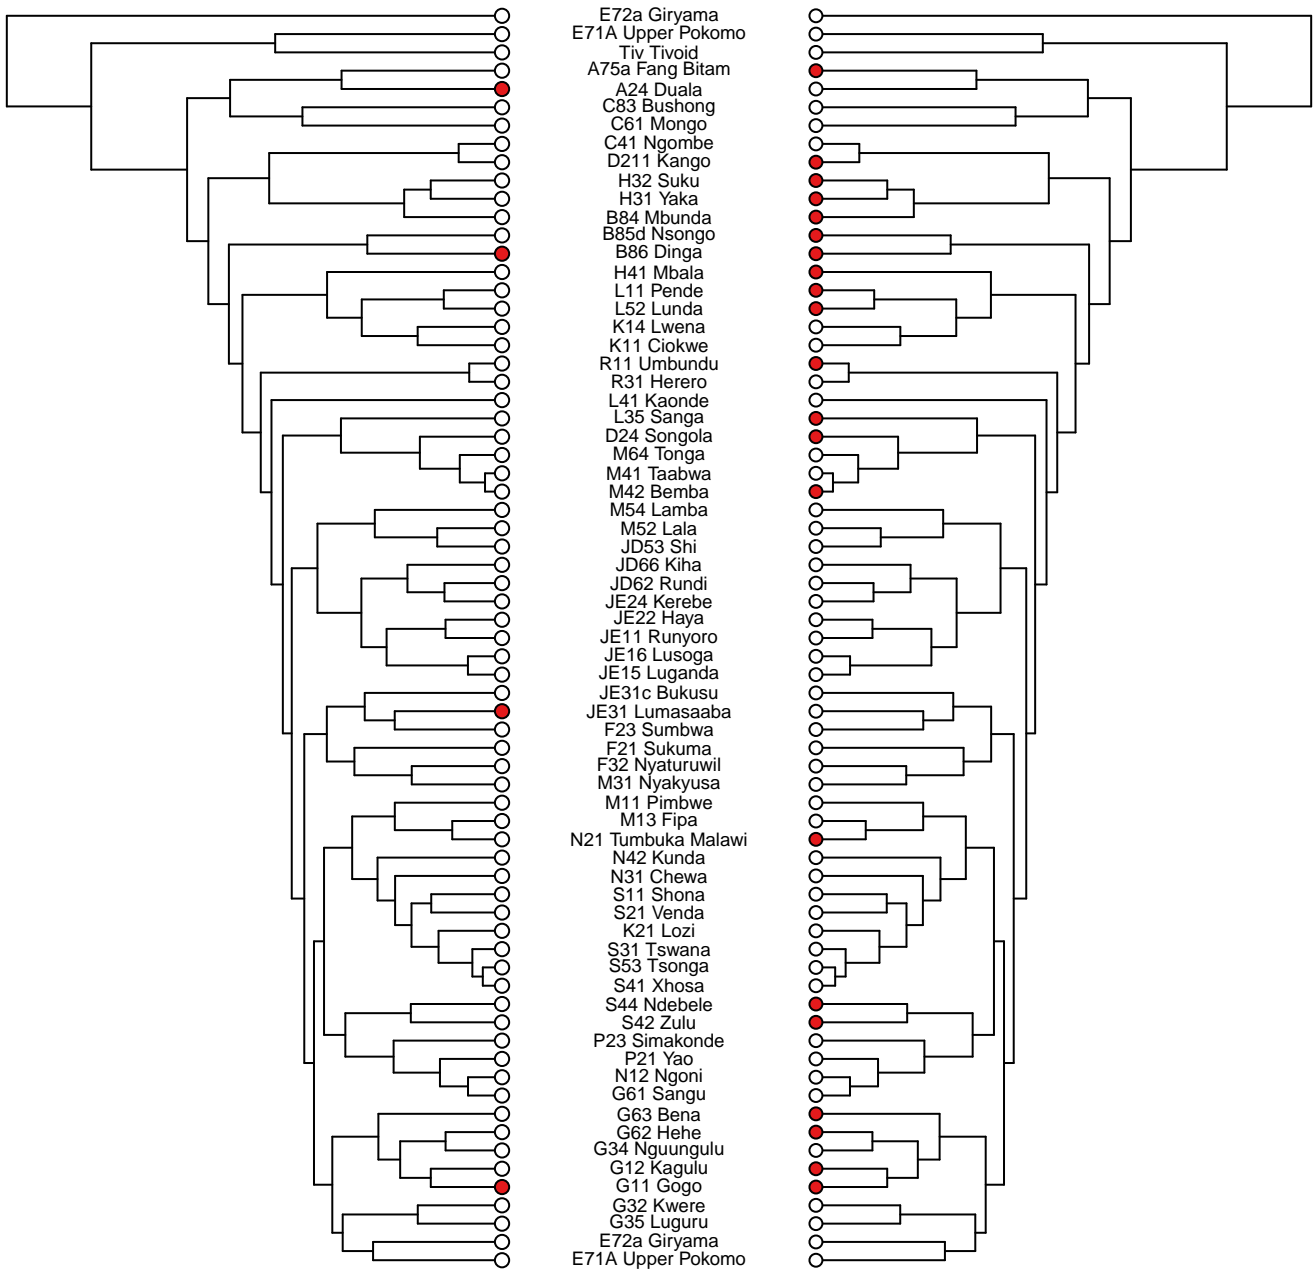 E72a Giryama
E71A Upper Pokomo
Tiv Tivoid
A75a Fang Bitam
A24 Duala
C83 Bushong
C61 Mongo
C41 Ngombe
D211 Kango
H32 Suku
H31 Yaka
B84 Mbunda
B85d Nsongo
B86 Dinga
H41 Mbala
L11 Pende
L52 Lunda
K14 Lwena
K11 Ciokwe
R11 Umbundu
R31 Herero
L41 Kaonde
L35 Sanga
D24 Songola
M64 Tonga
M41 Taabwa
M42 Bemba
M54 Lamba
M52 Lala
JD53 Shi
JD66 Kiha
JD62 Rundi
JE24 Kerebe
JE22 Haya
JE11 Runyoro
JE16 Lusoga
JE15 Luganda
JE31c Bukusu
JE31 Lumasaaba
F23 Sumbwa
F21 Sukuma
F32 Nyaturuwil
M31 Nyakyusa
M11 Pimbwe
M13 Fipa
N21 Tumbuka Malawi
N42 Kunda
N31 Chewa
S11 Shona
S21 Venda
K21 Lozi
S31 Tswana
S53 Tsonga
S41 Xhosa
S44 Ndebele
S42 Zulu
P23 Simakonde
P21 Yao
N12 Ngoni
G61 Sangu
G63 Bena
G62 Hehe
G34 Nguungulu
G12 Kagulu
G11 Gogo
G32 Kwere
G35 Luguru
E72a Giryama
E71A Upper Pokomo